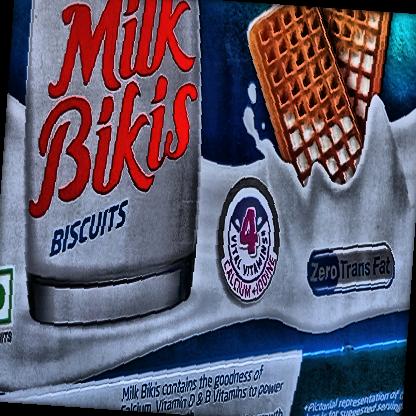 Milk
Bikis
BISCUITS
4
VITAL VITAMINS
CALCIUM + IODINE
Zero Trans Fat
Milk Bikis contains the goodness of
Calcium, Vitamin D & B Vitamins to power
*Pictorial representation of
for suggested serving